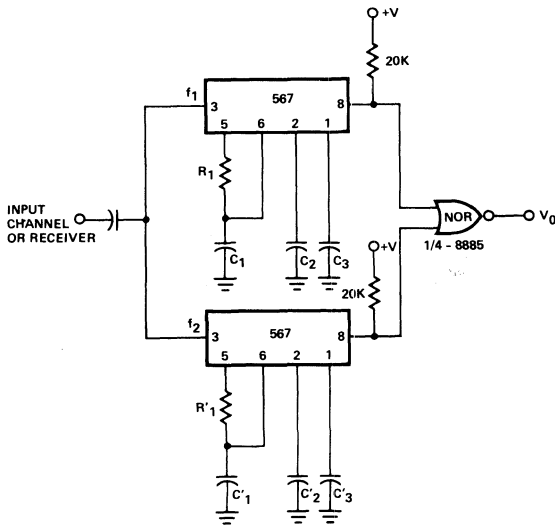 +V
20K
f1
567
3
8
5
6
2
1
R1
C1
C2
C3
INPUT
CHANNEL
OR RECEIVER
NOR
VO
1/4 - 8885
+V
20K
f2
567
3
8
5
6
2
1
R'1
C'1
C'2
C'3